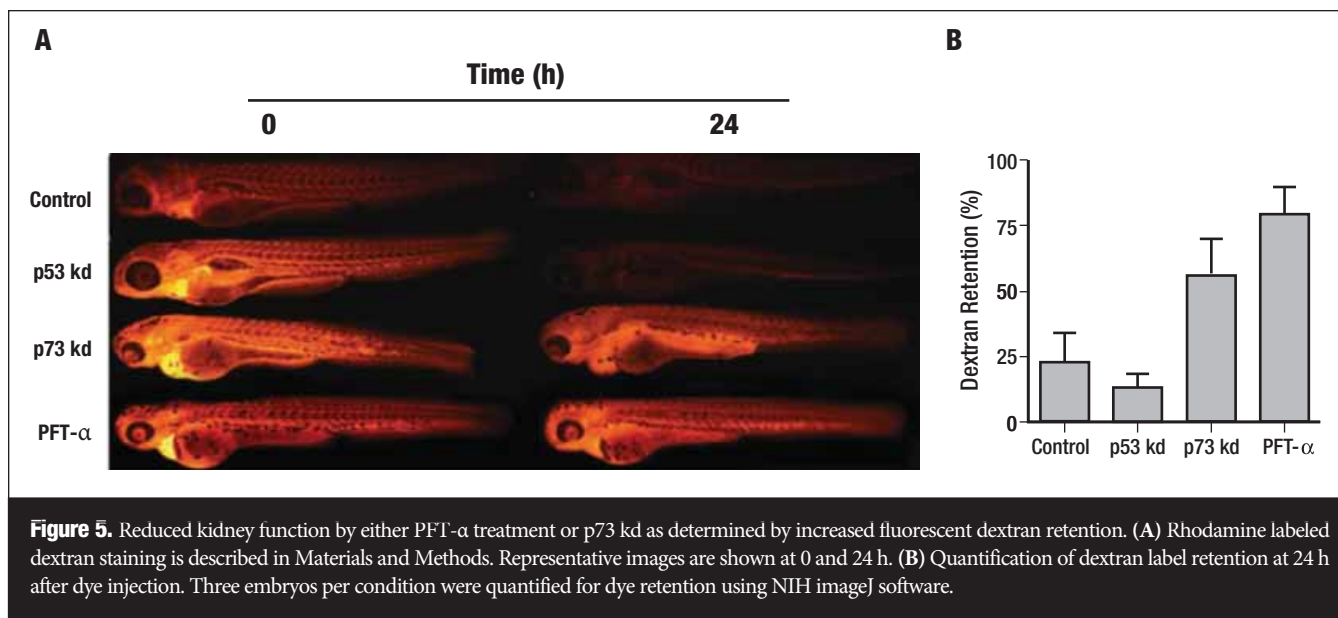 A
B
Time (h)
0 24
Control
p53 kd
p73 kd
PFT-α
Dextran Retention (%)
100
75
50
25
0
Control p53 kd p73 kd PFT-α
Figure 5. Reduced kidney function by either PFT-α treatment or p73 kd as determined by increased fluorescent dextran retention. (A) Rhodamine labeled
dextran staining is described in Materials and Methods. Representative images are shown at 0 and 24 h. (B) Quantification of dextran label retention at 24 h
after dye injection. Three embryos per condition were quantified for dye retention using NIH imageJ software.